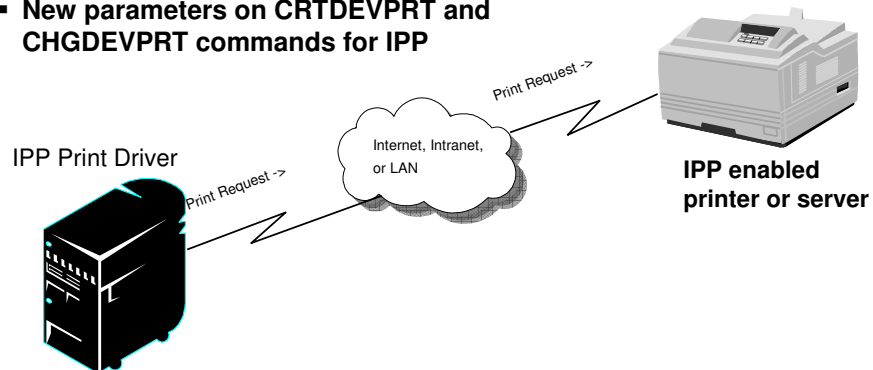 ▪ New parameters on CRTDEVPRT and
CHGDEVPRT commands for IPP
Print Request ->
Internet, Intranet,
or LAN
IPP Print Driver
Print Request ->
IPP enabled
printer or server